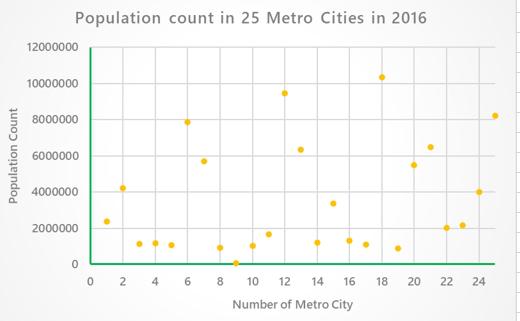 Population count in 25 Metro Cities in 2016
12000000
10000000
8000000
6000000
4000000
2000000
0
Population Count
0 2 4 6 8 10 12 14 16 18 20 22 24
Number of Metro City